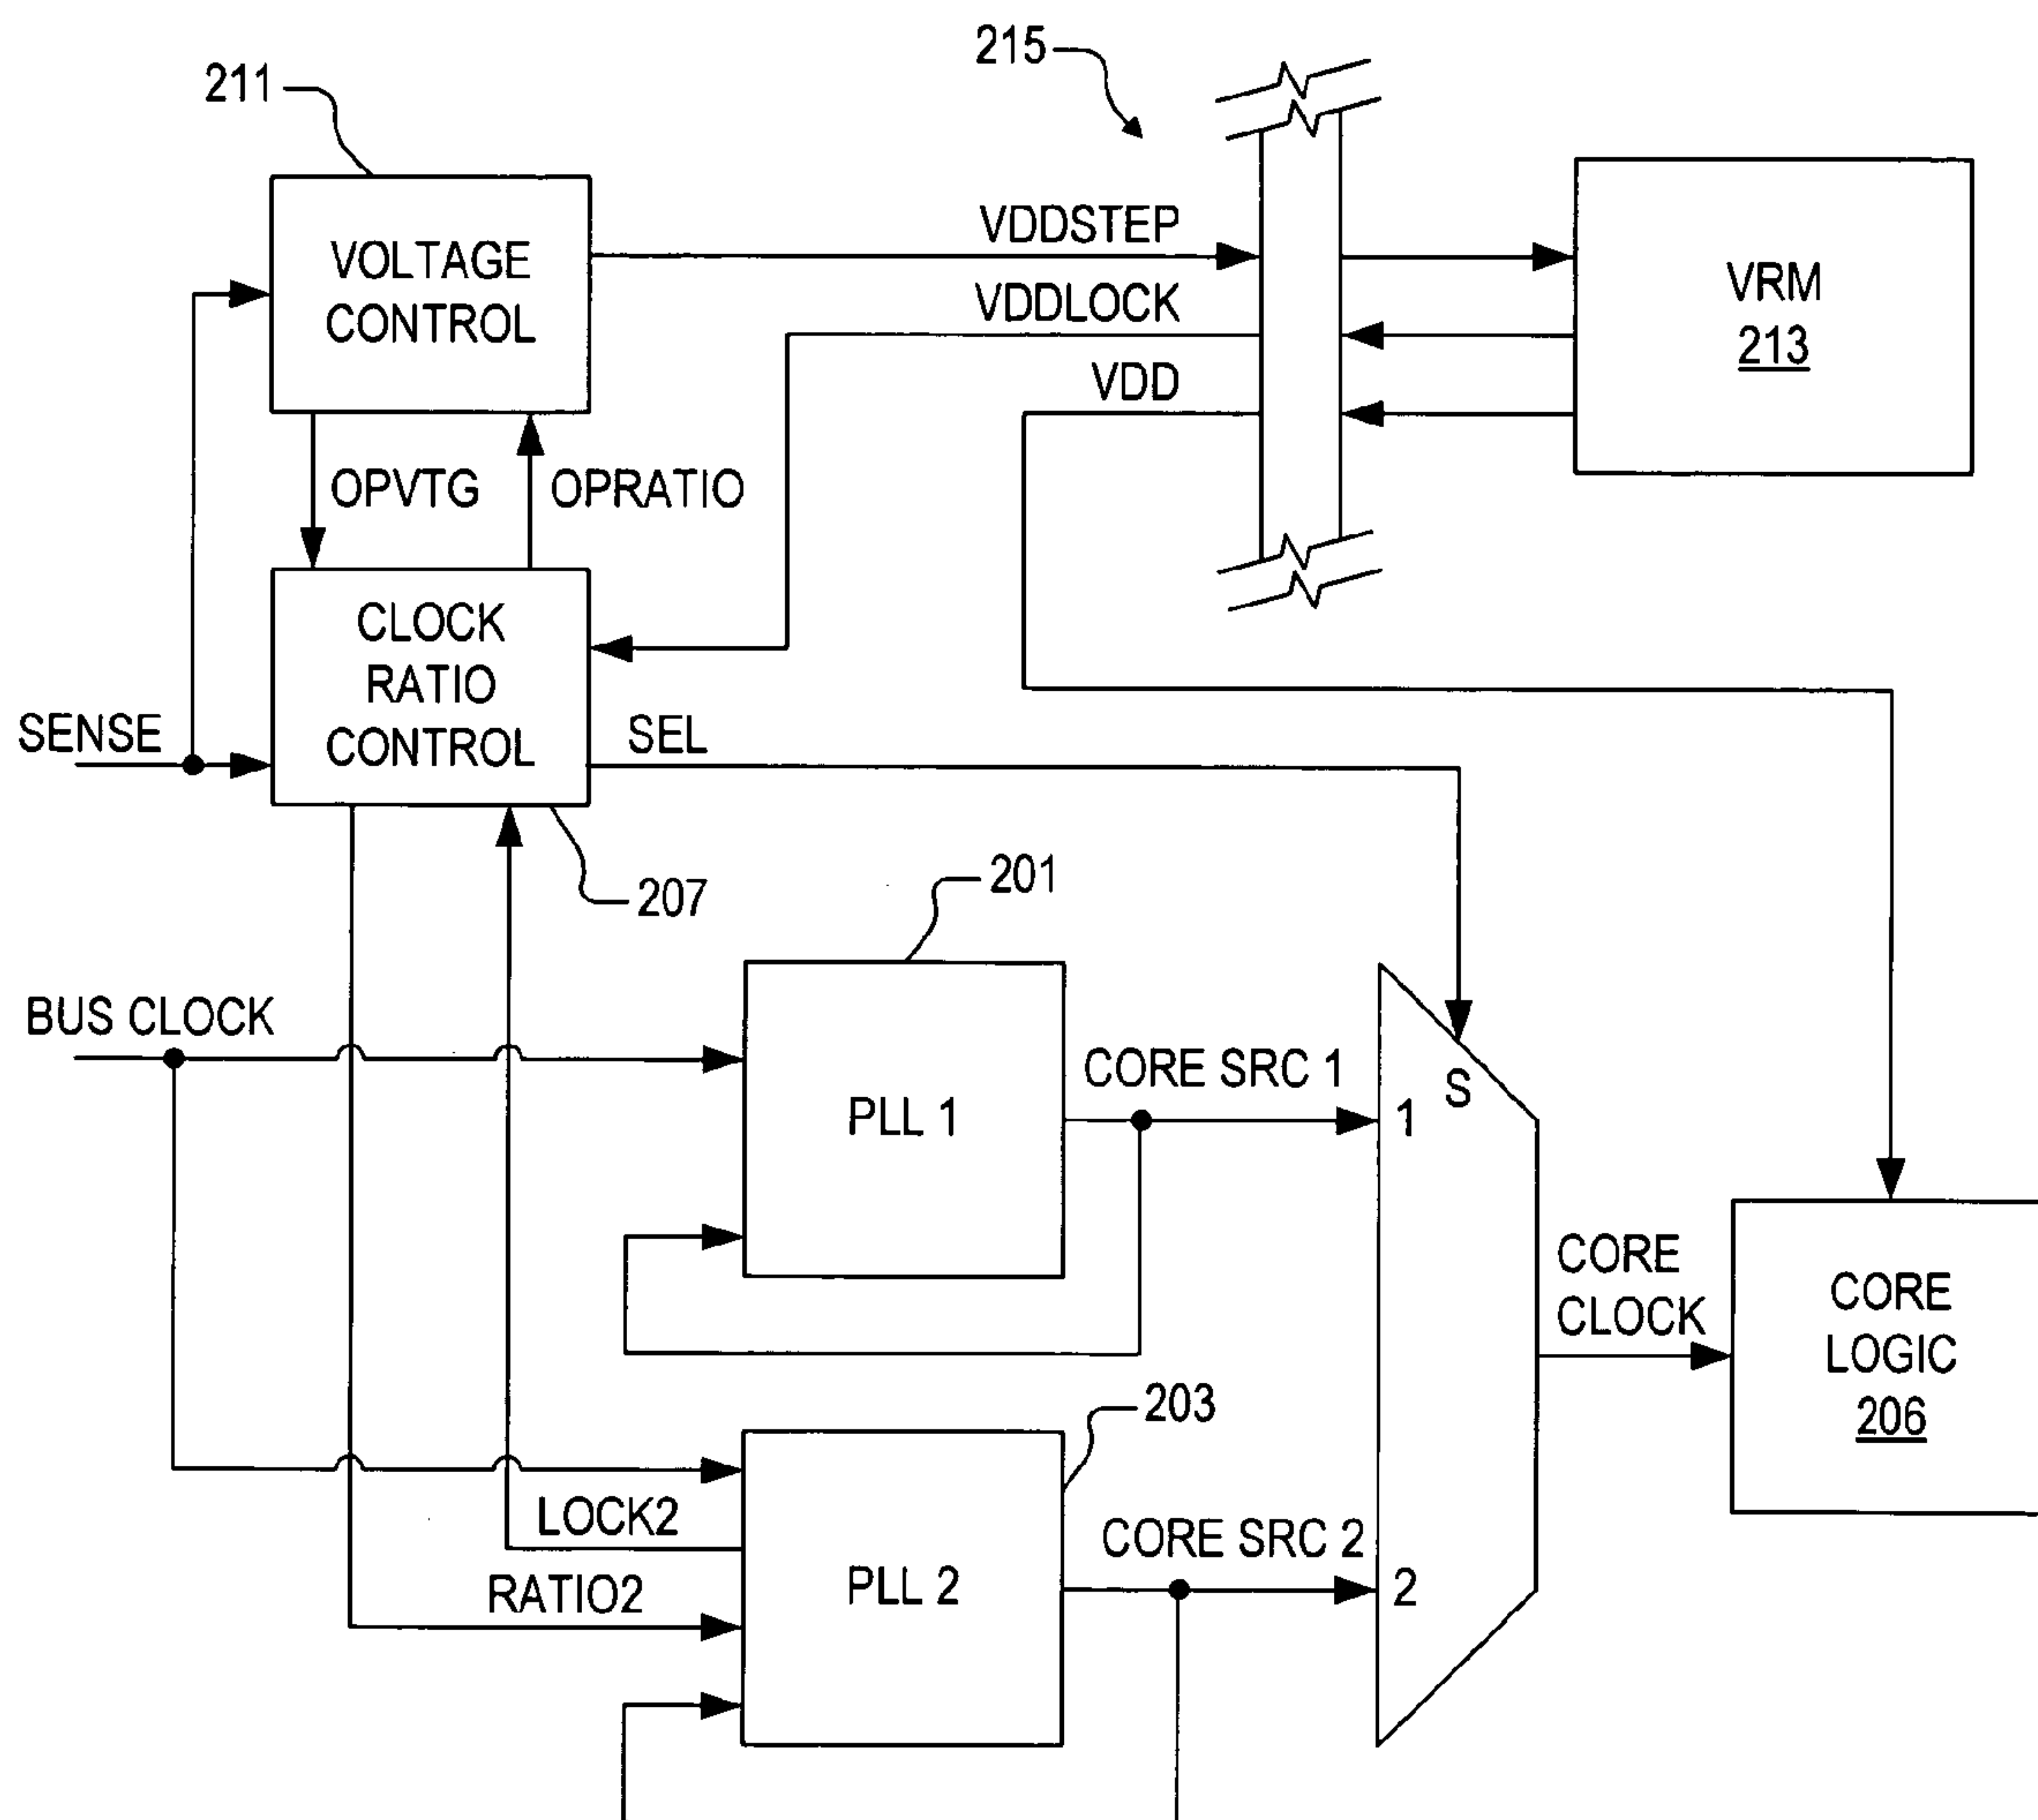 215
211
VDDSTEP
VOLTAGE
CONTROL
VRM
213
VDDLOCK
VDD
OPVTG
OPRATIO
CLOCK
RATIO
CONTROL
SENSE
SEL
207
201
BUS CLOCK
PLL 1
CORE SRC 1
S
1
CORE
CLOCK
CORE
LOGIC
206
203
LOCK2
CORE SRC 2
PLL 2
RATIO2
2